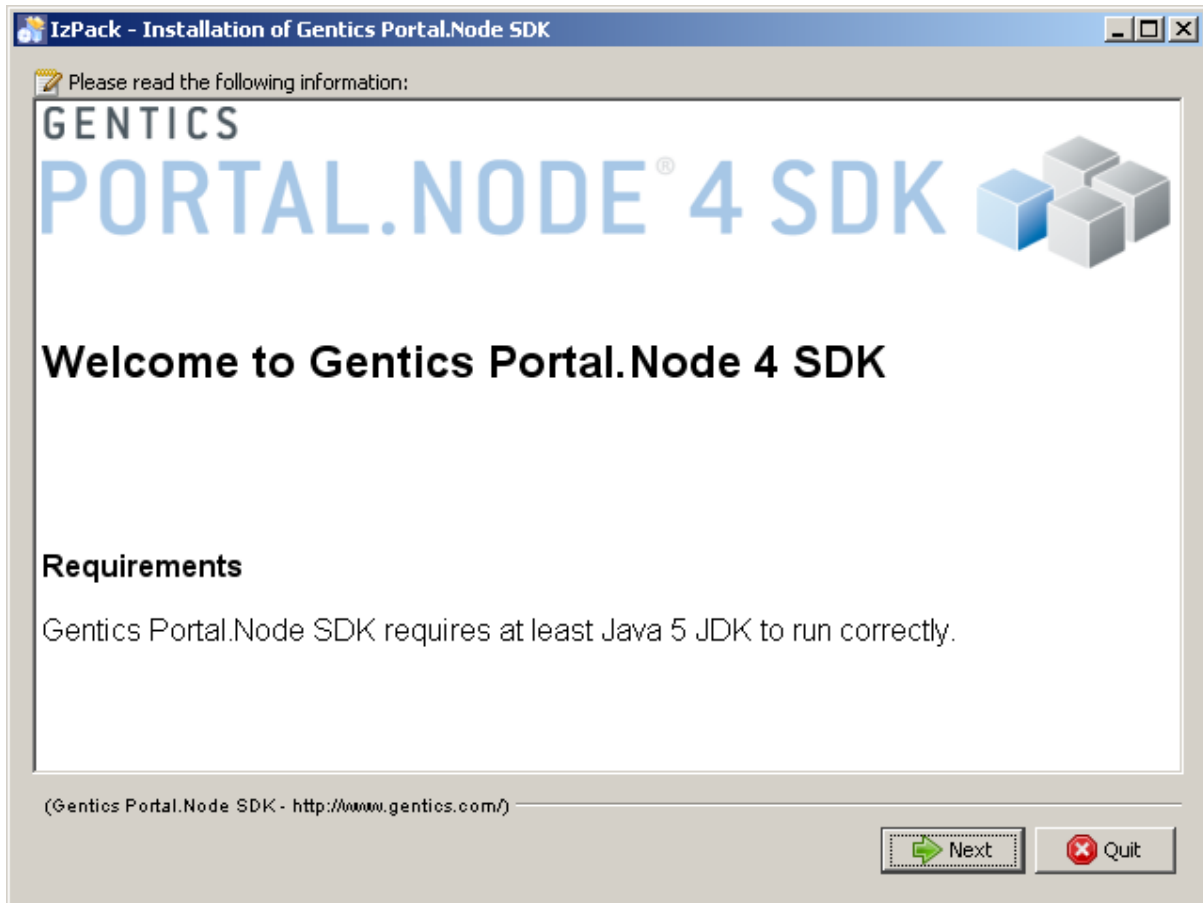 IzPack - Installation of Gentics Portal.Node SDK
Please read the following information:
GENTICS
PORTAL.NODE® 4 SDK
Welcome to Gentics Portal.Node 4 SDK
Requirements
Gentics Portal.Node SDK requires at least Java 5 JDK to run correctly.
(Gentics Portal.Node SDK - http://www.gentics.com/)
Next
Quit